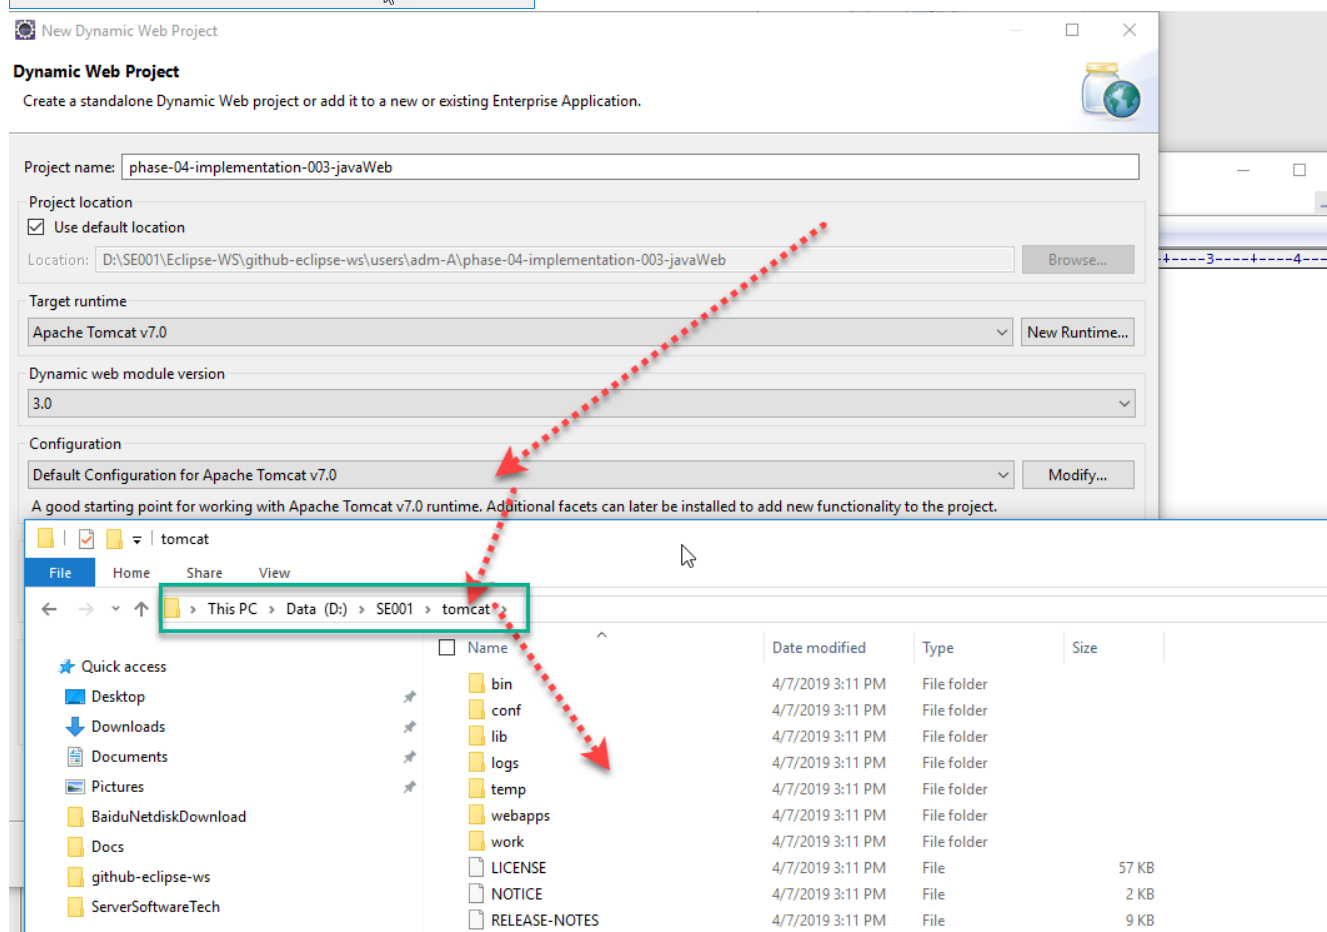 New Dynamic Web Project
Dynamic Web Project
Create a standalone Dynamic Web project or add it to a new or existing Enterprise Application.
Project name: phase-04-implementation-003-javaWeb
Project location
Use default location
Location: D:\SE001\Eclipse-WS\github-eclipse-ws\users\adm-A\phase-04-implementation-003-javaWeb Browse...
+----3----+----4---
Target runtime
Apache Tomcat v7.0 New Runtime...
Dynamic web module version
3.0
Configuration
Default Configuration for Apache Tomcat v7.0 Modify...
A good starting point for working with Apache Tomcat v7.0 runtime. Additional facets can later be installed to add new functionality to the project.
tomcat
File Home Share View
This PC > Data (D:) > SE001 > tomcat >
Name Date modified Type Size
Quick access
Desktop
Downloads
Documents
Pictures
BaiduNetdiskDownload
Docs
github-eclipse-ws
ServerSoftwareTech
bin 4/7/2019 3:11 PM File folder
conf 4/7/2019 3:11 PM File folder
lib 4/7/2019 3:11 PM File folder
logs 4/7/2019 3:11 PM File folder
temp 4/7/2019 3:11 PM File folder
webapps 4/7/2019 3:11 PM File folder
work 4/7/2019 3:11 PM File folder
LICENSE 4/7/2019 3:11 PM File 57 KB
NOTICE 4/7/2019 3:11 PM File 2 KB
RELEASE-NOTES 4/7/2019 3:11 PM File 9 KB